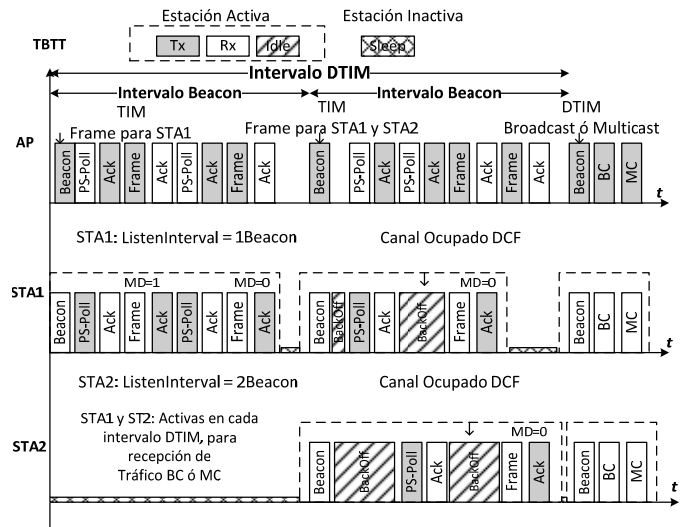 Estación Activa
Estación Inactiva
Tx
Rx
Idle
Sleep
TBTT
Intervalo DTIM
Intervalo Beacon
Intervalo Beacon
TIM
TIM
DTIM
Frame para STA1
Frame para STA1 y STA2
Broadcast ó Multicast
AP
Beacon
PS-Poll
Ack
Frame
Ack
PS-Poll
Ack
Frame
Ack
Beacon
PS-Poll
Ack
PS-Poll
Ack
Frame
Ack
Frame
Ack
Beacon
BC
MC
t
STA1: ListenInterval = 1Beacon
Canal Ocupado DCF
STA1
MD=1
MD=0
MD=0
Beacon
PS-Poll
Ack
Frame
Ack
PS-Poll
Ack
Frame
Ack
Beacon
BackOff
PS-Poll
Ack
BackOff
Frame
Ack
Beacon
BC
MC
t
STA2: ListenInterval = 2Beacon
Canal Ocupado DCF
STA1 y ST2: Activas en cada
intervalo DTIM, para
recepción de
Tráfico BC ó MC
STA2
MD=0
Beacon
BackOff
PS-Poll
Ack
BackOff
Frame
Ack
Beacon
BC
MC
t